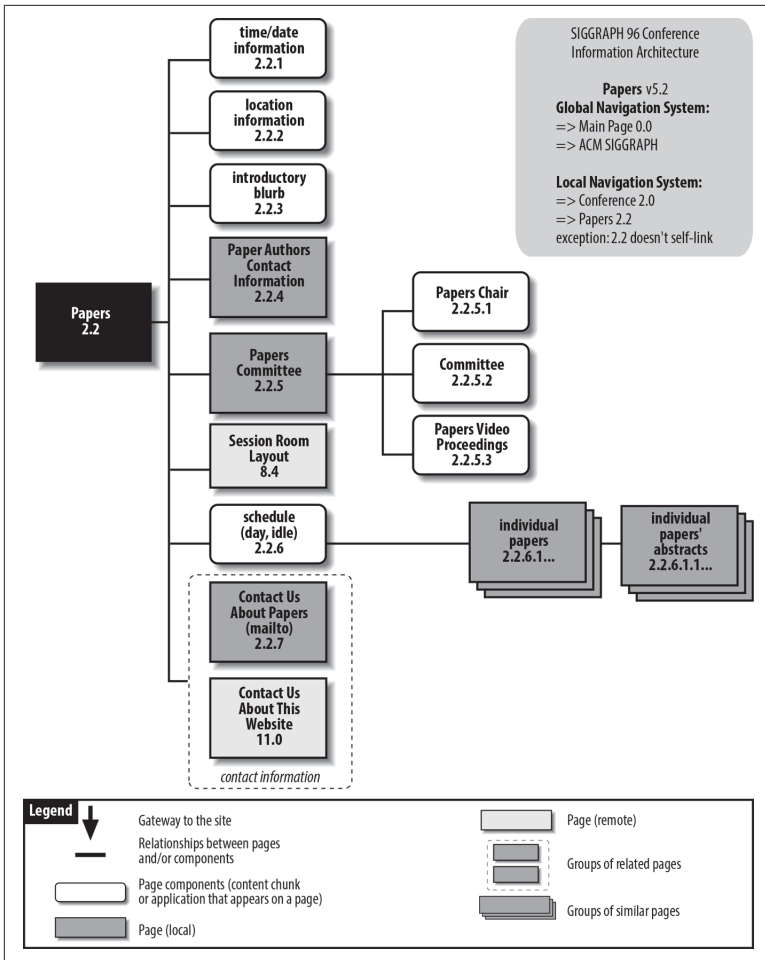 time/date
information
2.2.1
location
information
2.2.2
introductory
blurb
2.2.3
Paper Authors
Contact
Information
2.2.4
Papers
2.2
Papers
Committee
2.2.5
Papers Chair
2.2.5.1
Committee
2.2.5.2
Papers Video
Proceedings
2.2.5.3
Session Room
Layout
8.4
schedule
(day, idle)
2.2.6
individual
papers
2.2.6.1...
individual
papers'
abstracts
2.2.6.1.1...
Contact Us
About Papers
(mailto)
2.2.7
Contact Us
About This
Website
11.0
contact information
SIGGRAPH 96 Conference
Information Architecture
Papers v5.2
Global Navigation System:
=> Main Page 0.0
=> ACM SIGGRAPH
Local Navigation System:
=> Conference 2.0
=> Papers 2.2
exception: 2.2 doesn't self-link
Legend
Gateway to the site
Relationships between pages
and/or components
Page components (content chunk
or application that appears on a page)
Page (local)
Page (remote)
Groups of related pages
Groups of similar pages